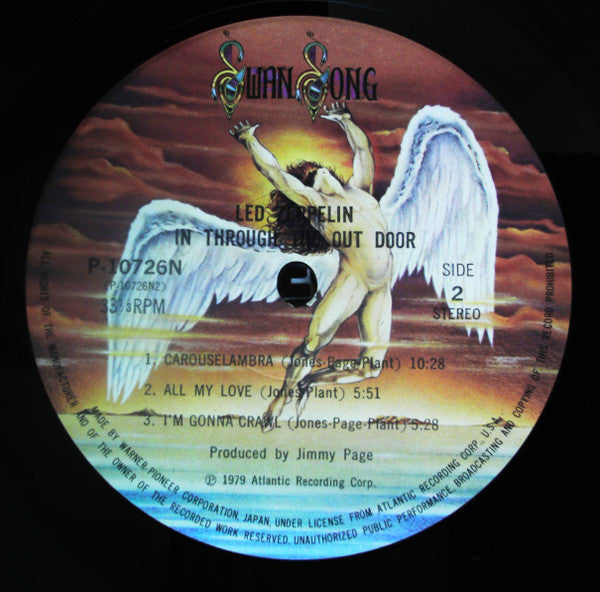 SWAN SONG
LED ZEPPELIN
IN THROUGH THE OUT DOOR
P-10726N
(P-10726N2)
33⅓RPM
SIDE
2
STEREO
1. CAROUSELAMBRA (Jones-Page-Plant) 10:28
2. ALL MY LOVE (Jones-Plant) 5:51
3. I'M GONNA CRAWL (Jones-Page-Plant) 5:28
Produced by Jimmy Page
℗ 1979 Atlantic Recording Corp.
MADE BY WARNER-PIONEER CORPORATION, JAPAN, UNDER LICENSE FROM ATLANTIC RECORDING CORP., U.S.A.
ALL RIGHTS OF THE MANUFACTURER AND OF THE OWNER OF THE RECORDED WORK RESERVED. UNAUTHORIZED PUBLIC PERFORMANCE, BROADCASTING AND COPYING OF THIS RECORD PROHIBITED